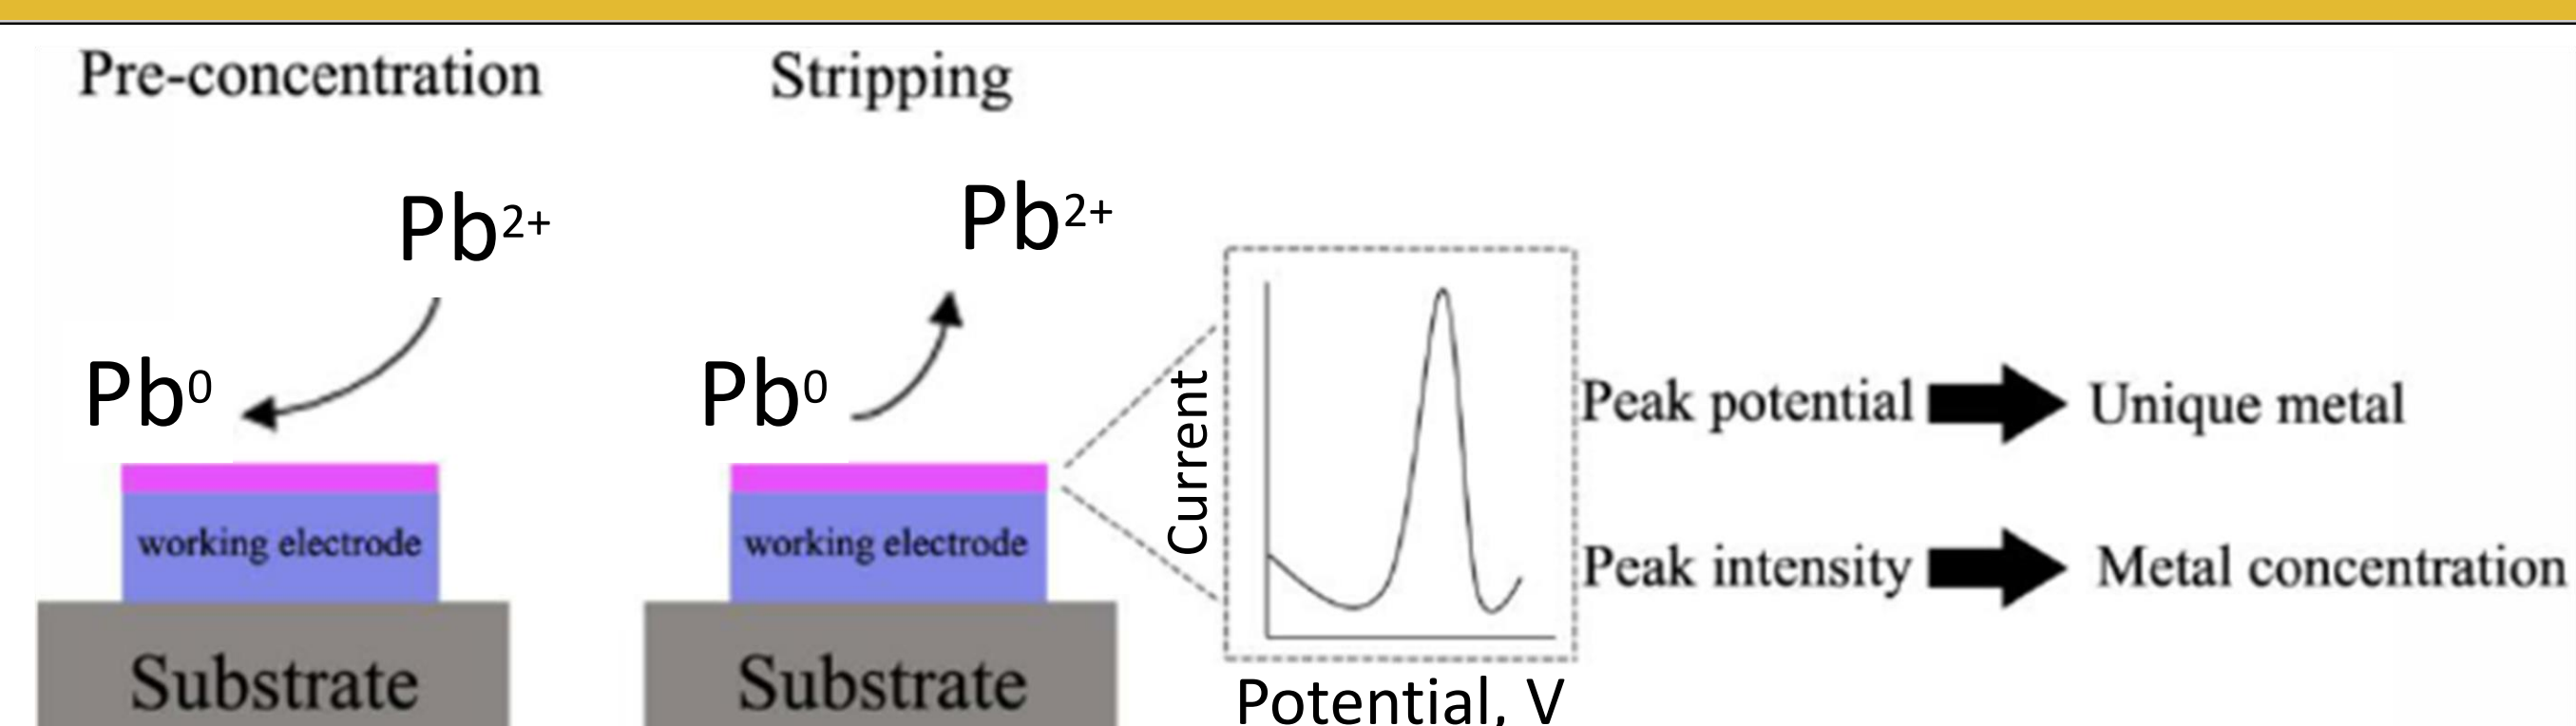 Pre-concentration
Stripping
Pb2+
Pb2+
Pb0
Pb0
working electrode
working electrode
Substrate
Substrate
Current
Potential, V
Peak potential
Unique metal
Peak intensity
Metal concentration